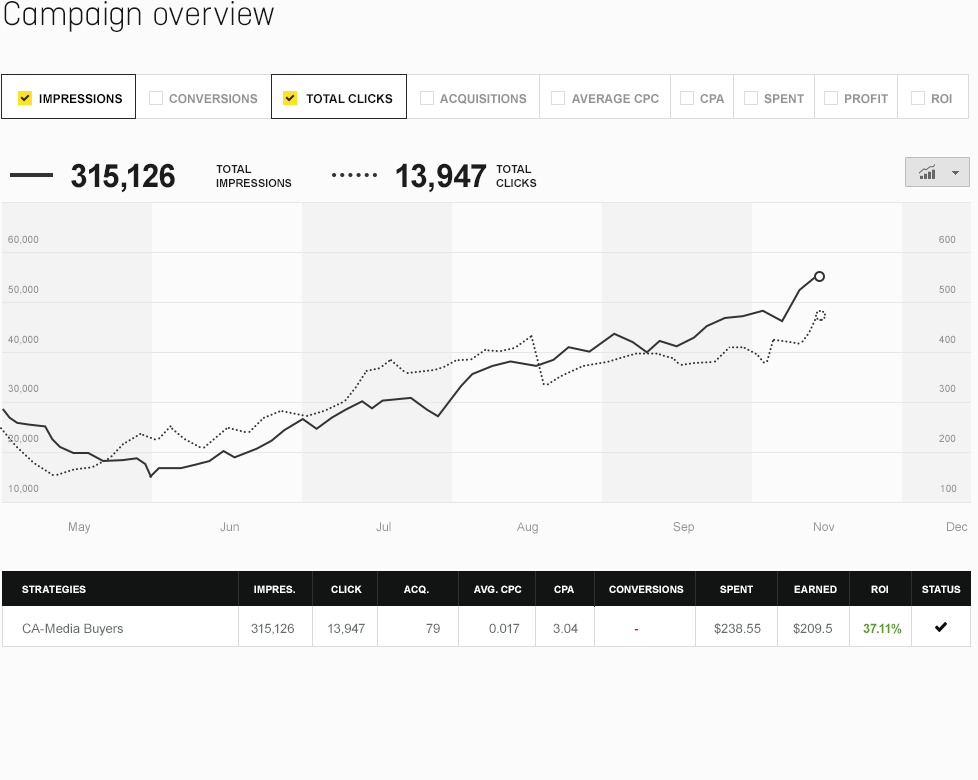 Campaign overview
IMPRESSIONS CONVERSIONS TOTAL CLICKS ACQUISITIONS AVERAGE CPC CPA SPENT PROFIT ROI
315,126 TOTAL IMPRESSIONS 13,947 TOTAL CLICKS
60,000 600
50,000 500
40,000 400
30,000 300
20,000 200
10,000 100
May Jun Jul Aug Sep Nov Dec
STRATEGIES IMPRES. CLICK ACQ. AVG. CPC CPA CONVERSIONS SPENT EARNED ROI STATUS
CA-Media Buyers 315,126 13,947 79 0.017 3.04 - $238.55 $209.5 37.11%